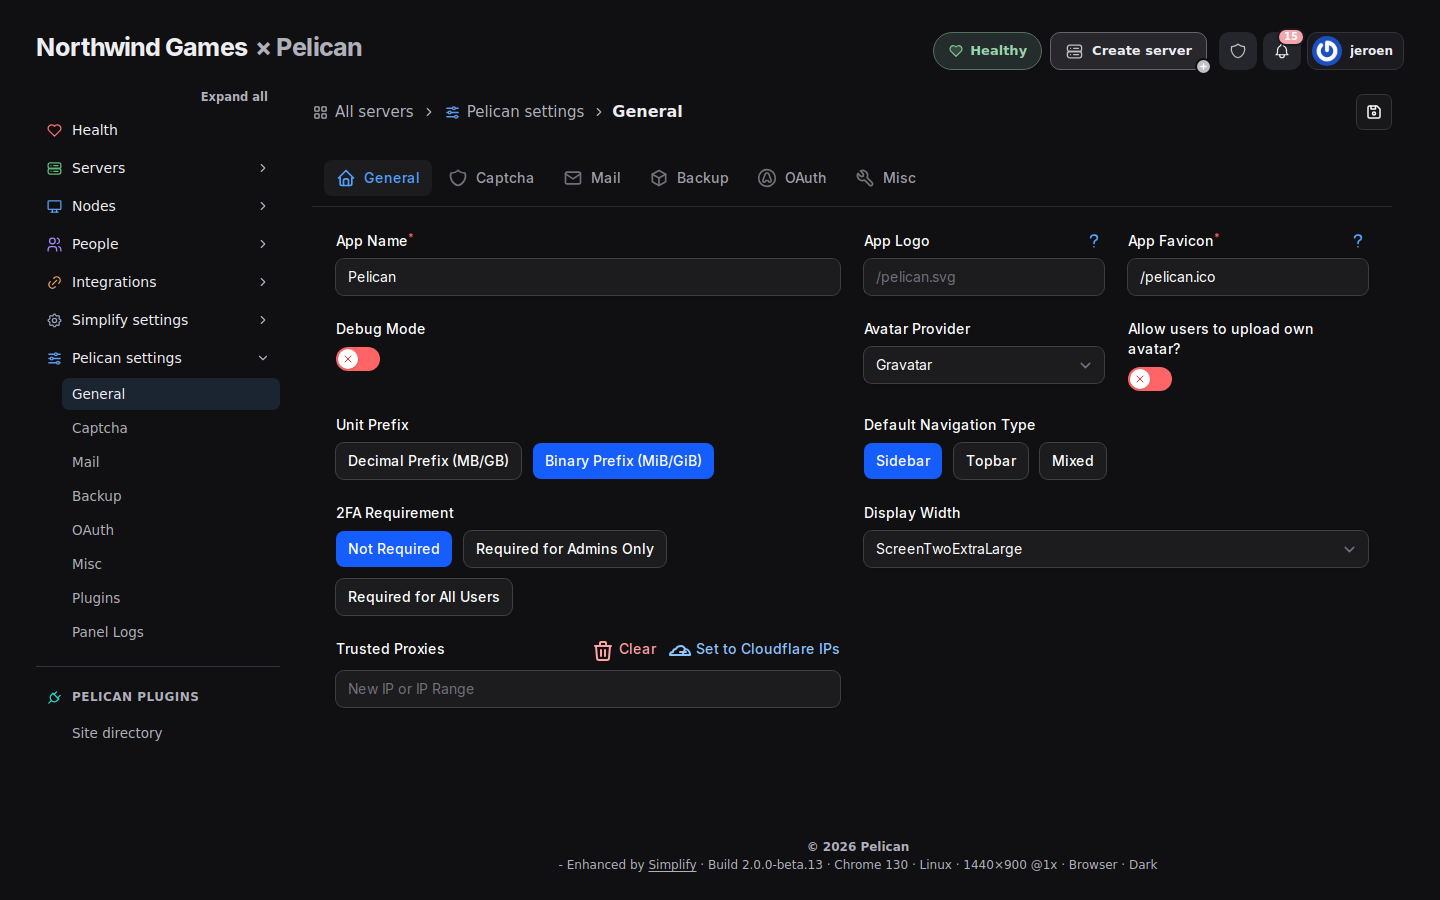 Northwind Games × Pelican
Healthy
Create server
15
jeroen
Expand all
Health
Servers
Nodes
People
Integrations
Simplify settings
Pelican settings
General
Captcha
Mail
Backup
OAuth
Misc
Plugins
Panel Logs
PELICAN PLUGINS
Site directory
All servers > Pelican settings > General
General Captcha Mail Backup OAuth Misc
App Name*
Pelican
App Logo ?
/pelican.svg
App Favicon* ?
/pelican.ico
Debug Mode
Avatar Provider
Gravatar
Allow users to upload own
avatar?
Unit Prefix
Decimal Prefix (MB/GB) Binary Prefix (MiB/GiB)
Default Navigation Type
Sidebar Topbar Mixed
2FA Requirement
Not Required Required for Admins Only
Required for All Users
Display Width
ScreenTwoExtraLarge
Trusted Proxies Clear Set to Cloudflare IPs
New IP or IP Range
© 2026 Pelican
- Enhanced by Simplify · Build 2.0.0-beta.13 · Chrome 130 · Linux · 1440×900 @1x · Browser · Dark